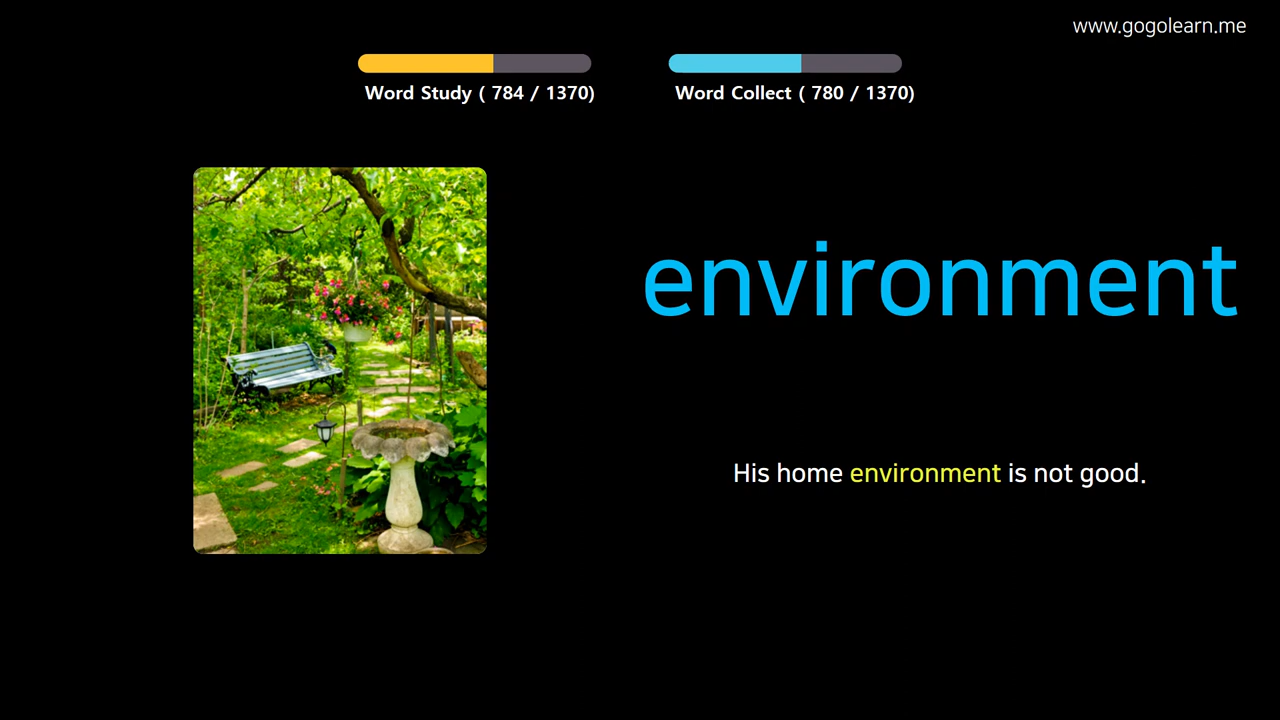 www.gogolearn.me
Word Study ( 784 / 1370)
Word Collect ( 780 / 1370)
environment
His home environment is not good.